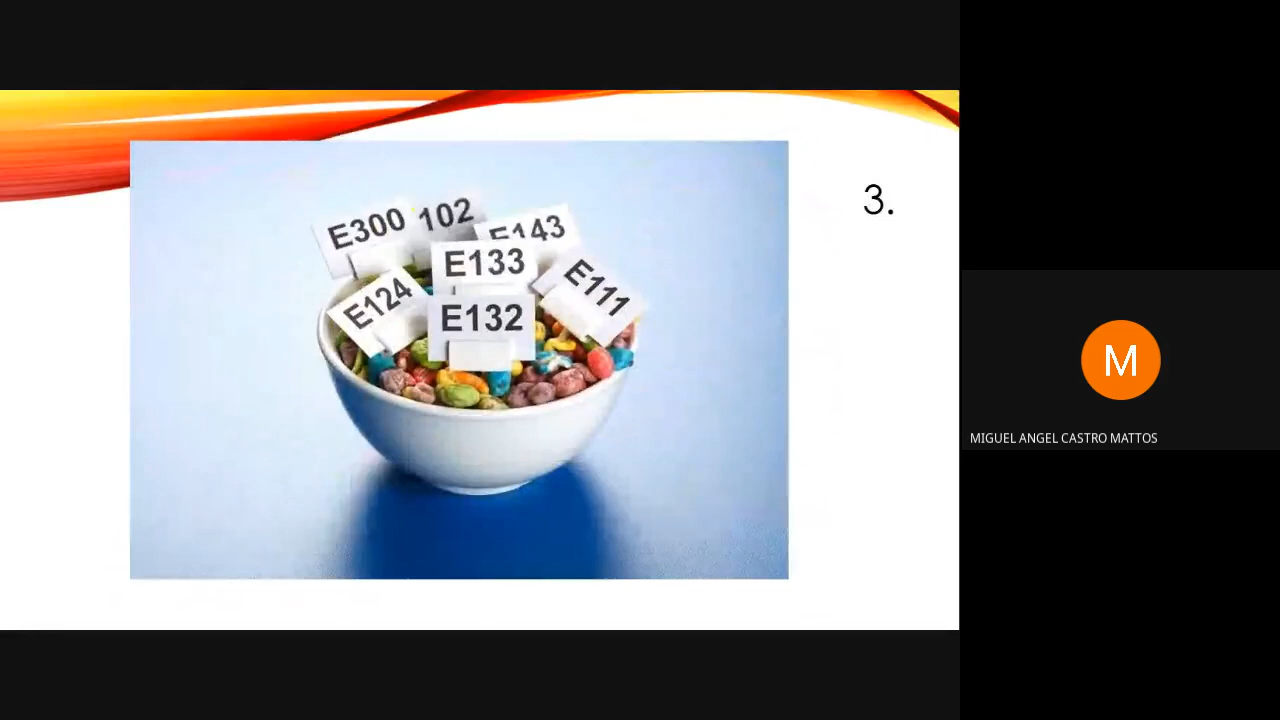 3.
E300
102
E143
E133
E124
E111
E132
M
MIGUEL ANGEL CASTRO MATTOS